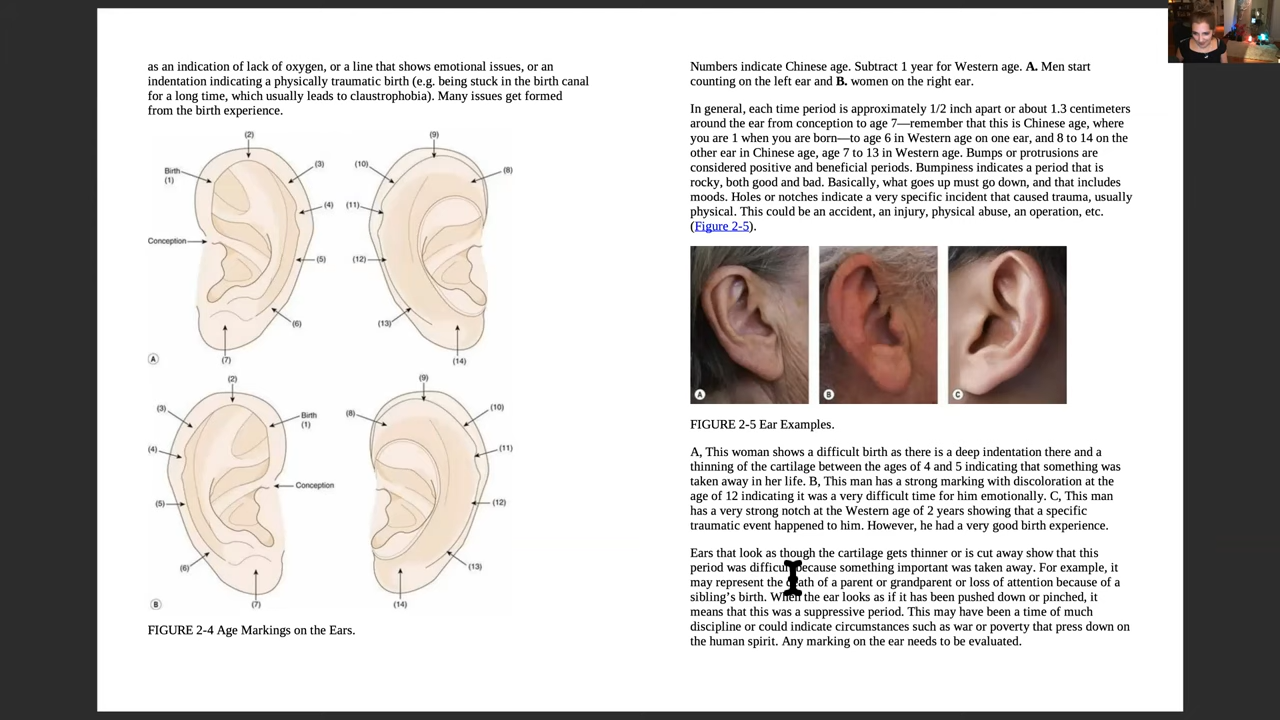 as an indication of lack of oxygen, or a line that shows emotional issues, or an
indentation indicating a physically traumatic birth (e.g. being stuck in the birth canal
for a long time, which usually leads to claustrophobia). Many issues get formed
from the birth experience.
(2)
Birth
(1)
(3)
(4)
Conception
(5)
(6)
(7)
A
(9)
(10)
(8)
(11)
(12)
(13)
(14)
(2)
(3)
Birth
(1)
(4)
Conception
(5)
(6)
(7)
B
(9)
(8)
(10)
(11)
(12)
(13)
(14)
FIGURE 2-4 Age Markings on the Ears.
Numbers indicate Chinese age. Subtract 1 year for Western age. A. Men start
counting on the left ear and B. women on the right ear.
In general, each time period is approximately 1/2 inch apart or about 1.3 centimeters
around the ear from conception to age 7—remember that this is Chinese age, where
you are 1 when you are born—to age 6 in Western age on one ear, and 8 to 14 on the
other ear in Chinese age, age 7 to 13 in Western age. Bumps or protrusions are
considered positive and beneficial periods. Bumpiness indicates a period that is
rocky, both good and bad. Basically, what goes up must go down, and that includes
moods. Holes or notches indicate a very specific incident that caused trauma, usually
physical. This could be an accident, an injury, physical abuse, an operation, etc.
(Figure 2-5).
A
B
C
FIGURE 2-5 Ear Examples.
A, This woman shows a difficult birth as there is a deep indentation there and a
thinning of the cartilage between the ages of 4 and 5 indicating that something was
taken away in her life. B, This man has a strong marking with discoloration at the
age of 12 indicating it was a very difficult time for him emotionally. C, This man
has a very strong notch at the Western age of 2 years showing that a specific
traumatic event happened to him. However, he had a very good birth experience.
Ears that look as though the cartilage gets thinner or is cut away show that this
period was difficult because something important was taken away. For example, it
may represent the death of a parent or grandparent or loss of attention because of a
sibling's birth. When the ear looks as if it has been pushed down or pinched, it
means that this was a suppressive period. This may have been a time of much
discipline or could indicate circumstances such as war or poverty that press down on
the human spirit. Any marking on the ear needs to be evaluated.